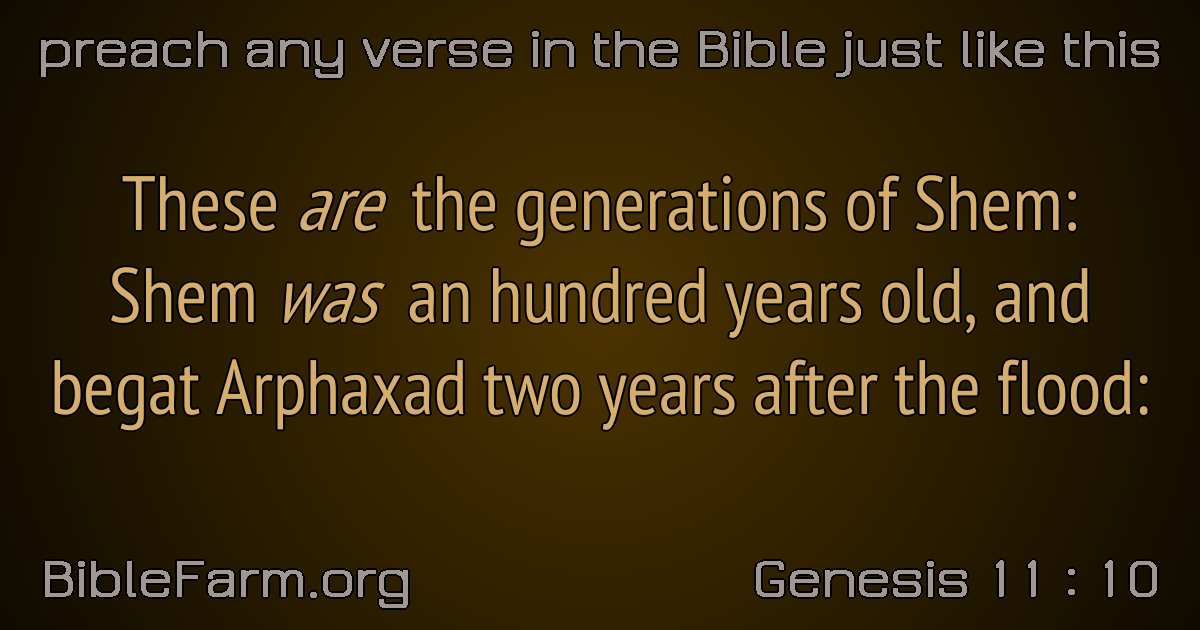 preach any verse in the Bible just like this
These are the generations of Shem:
Shem was an hundred years old, and
begat Arphaxad two years after the flood:
BibleFarm.org
Genesis 11 : 10